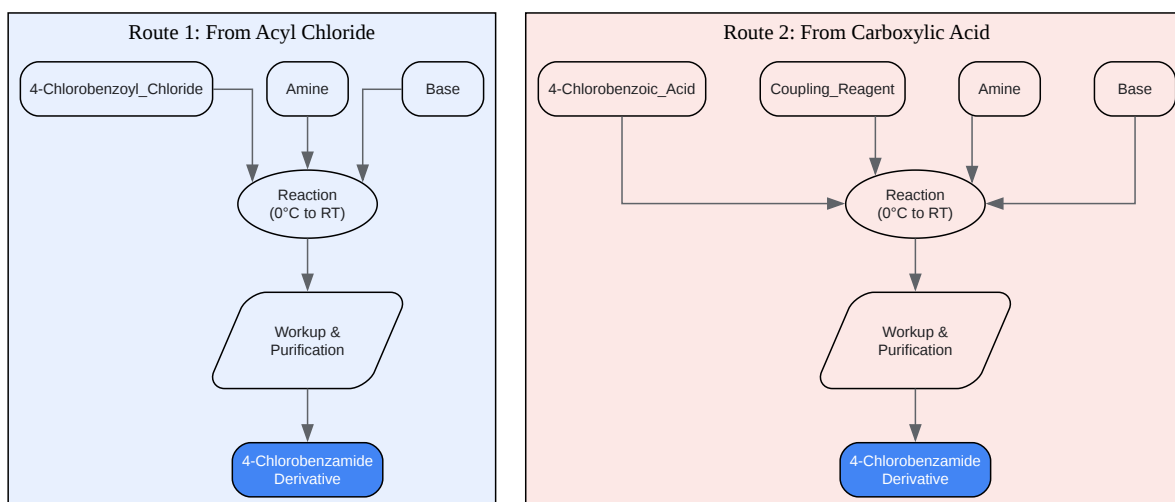 Route 1: From Acyl Chloride
4-Chlorobenzoyl_Chloride
Amine
Base
Reaction
(0°C to RT)
Workup &
Purification
4-Chlorobenzamide
Derivative
Route 2: From Carboxylic Acid
4-Chlorobenzoic_Acid
Coupling_Reagent
Amine
Base
Reaction
(0°C to RT)
Workup &
Purification
4-Chlorobenzamide
Derivative